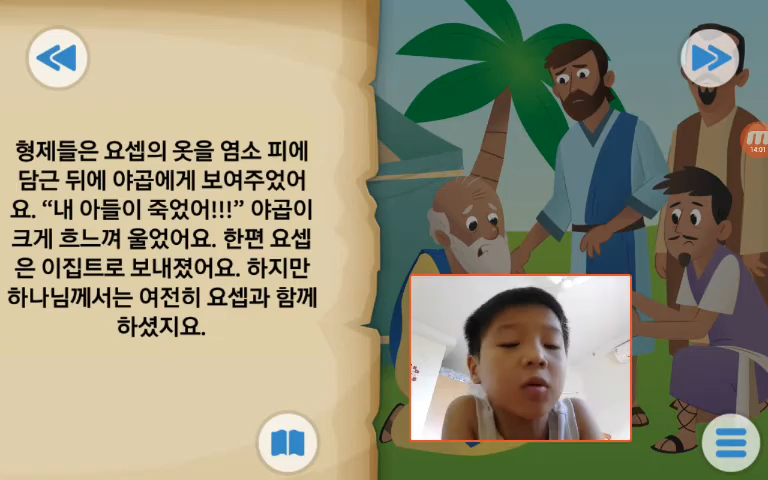 형제들은 요셉의 옷을 염소 피에
담근 뒤에 야곱에게 보여주었어
요. “내 아들이 죽었어!!!” 야곱이
크게 흐느껴 울었어요. 한편 요셉
은 이집트로 보내졌어요. 하지만
하나님께서는 여전히 요셉과 함께
하셨지요.
14:01